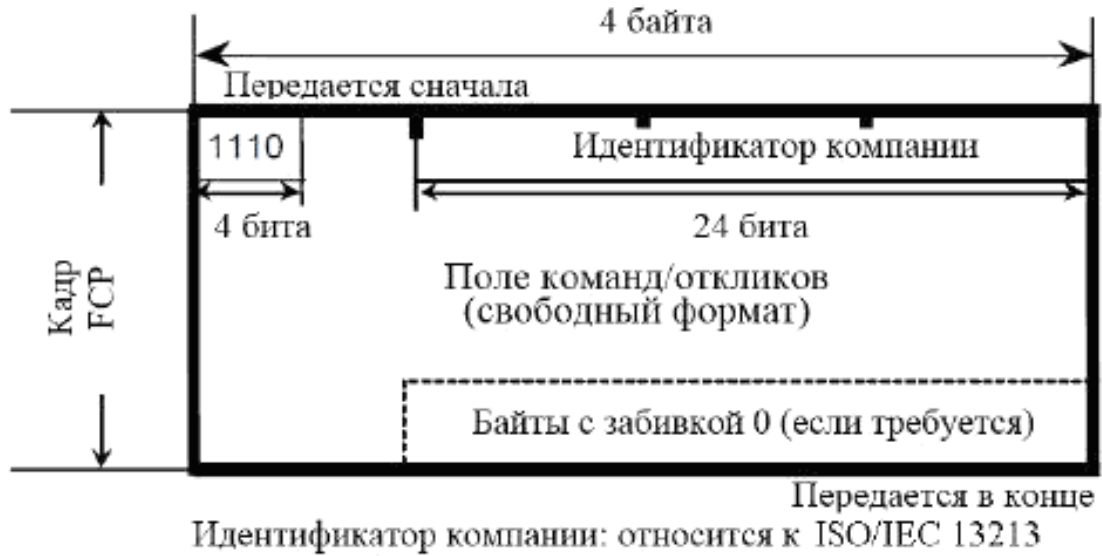 4 байта
Передается сначала
1110
Идентификатор компании
4 бита
24 бита
Кадр
FCP
Поле команд/откликов
(свободный формат)
Байты с забивкой 0 (если требуется)
Передается в конце
Идентификатор компании: относится к ISO/IEC 13213